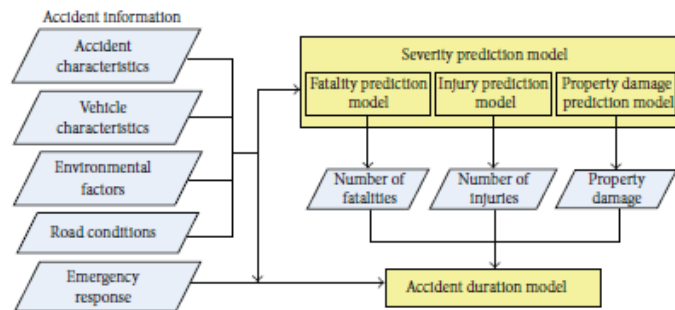 Accident information
Accident
characteristics
Vehicle
characteristics
Environmental
factors
Road conditions
Emergency
response
Severity prediction model
Fatality prediction
model
Injury prediction
model
Property damage
prediction model
Number of
fatalities
Number of
injuries
Property
damage
Accident duration model